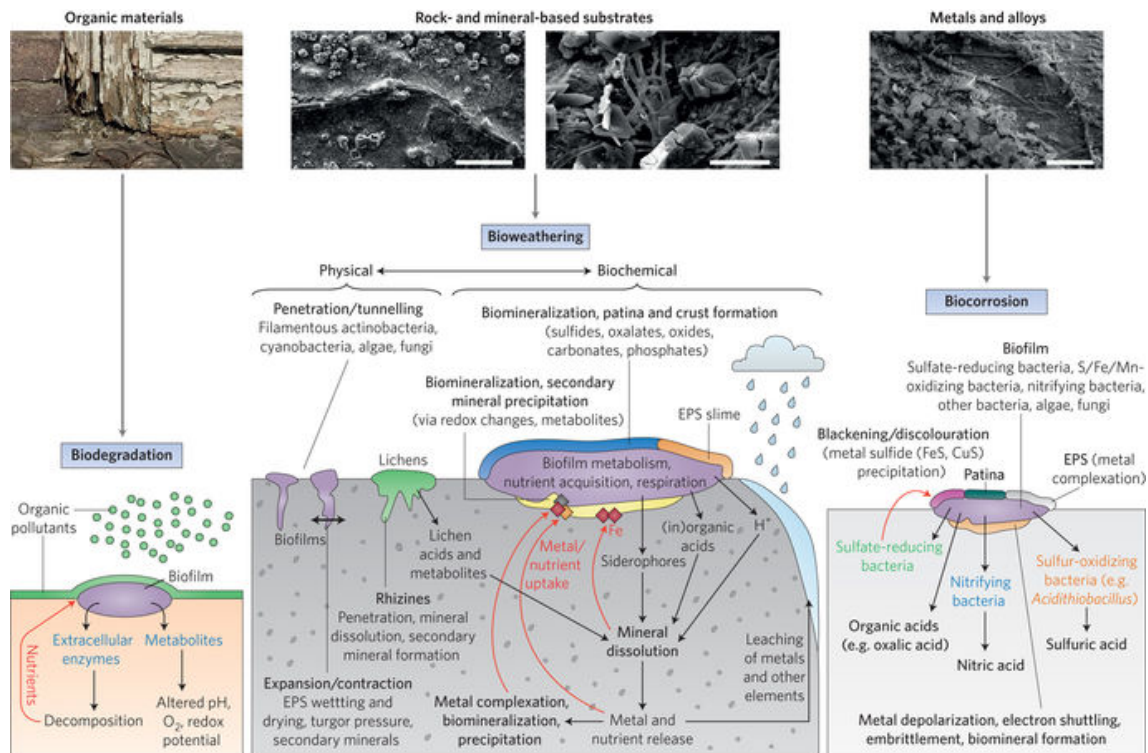 Organic materials
Rock- and mineral-based substrates
Metals and alloys
Bioweathering
Physical
Biochemical
Penetration/tunnelling
Filamentous actinobacteria,
cyanobacteria, algae, fungi
Biomineralization, patina and crust formation
(sulfides, oxalates, oxides,
carbonates, phosphates)
Biomineralization, secondary
mineral precipitation
(via redox changes, metabolites)
EPS slime
Lichens
Biofilm metabolism,
nutrient acquisition, respiration
Biofilms
Lichen
acids and
metabolites
Metal/
nutrient
uptake
Fe
Siderophores
(in)organic
acids
H+
Rhizines
Penetration, mineral
dissolution, secondary
mineral formation
Mineral
dissolution
Leaching
of metals
and other
elements
Expansion/contraction
EPS wettting and
drying, turgor pressure,
secondary minerals
Metal complexation,
biomineralization,
precipitation
Metal and
nutrient release
Biodegradation
Organic
pollutants
Biofilm
Extracellular
enzymes
Metabolites
Nutrients
Decomposition
Altered pH,
O2, redox
potential
Biocorrosion
Biofilm
Sulfate-reducing bacteria, S/Fe/Mn-
oxidizing bacteria, nitrifying bacteria,
other bacteria, algae, fungi
Blackening/discolouration
(metal sulfide (FeS, CuS)
precipitation)
Patina
EPS (metal
complexation)
Sulfate-reducing
bacteria
Nitrifying
bacteria
Sulfur-oxidizing
bacteria (e.g.
Acidithiobacillus)
Organic acids
(e.g. oxalic acid)
Nitric acid
Sulfuric acid
Metal depolarization, electron shuttling,
embrittlement, biomineral formation